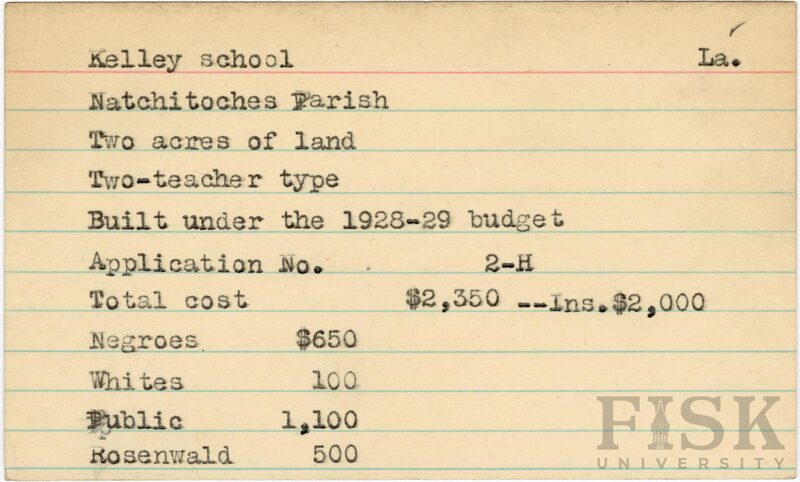 Kelley school La.
Natchitoches Parish
Two acres of land
Two-teacher type
Built under the 1928-29 budget
Application No. 2-H
Total cost $2,350 --Ins.$2,000
Negroes $650
Whites 100
Public 1,100
Rosenwald 500
FISK
UNIVERSITY